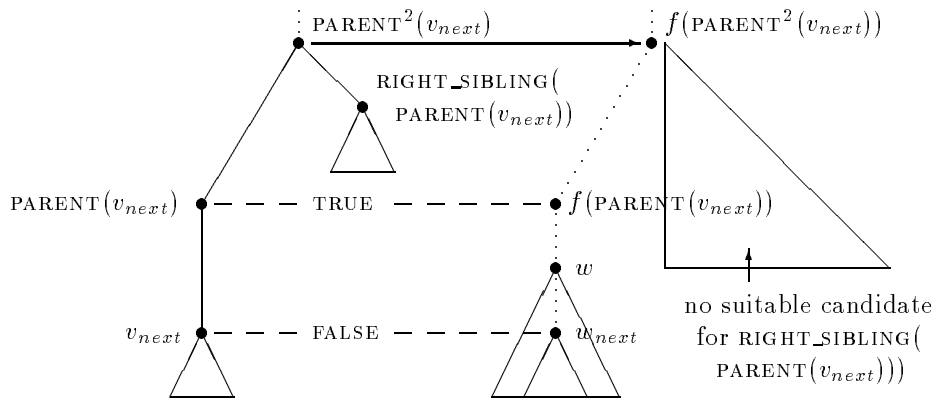 PARENT²(v_next)
f(PARENT²(v_next))
RIGHT_SIBLING(
PARENT(v_next))
PARENT(v_next)
TRUE
f(PARENT(v_next))
w
v_next
FALSE
w_next
no suitable candidate
for RIGHT_SIBLING(
PARENT(v_next)))